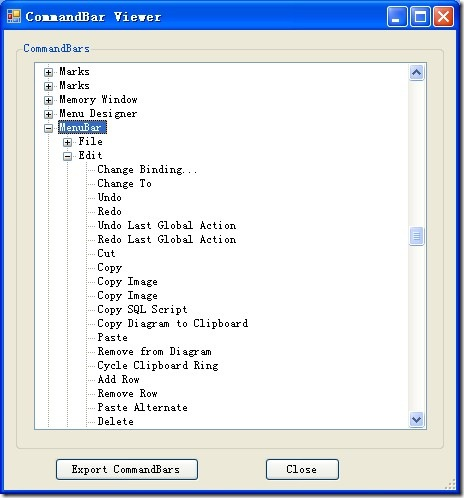 CommandBar Viewer
CommandBars
Marks
Marks
Memory Window
Menu Designer
MenuBar
File
Edit
Change Binding...
Change To
Undo
Redo
Undo Last Global Action
Redo Last Global Action
Cut
Copy
Copy Image
Copy Image
Copy SQL Script
Copy Diagram to Clipboard
Paste
Remove from Diagram
Cycle Clipboard Ring
Add Row
Remove Row
Paste Alternate
Delete
Export CommandBars Close